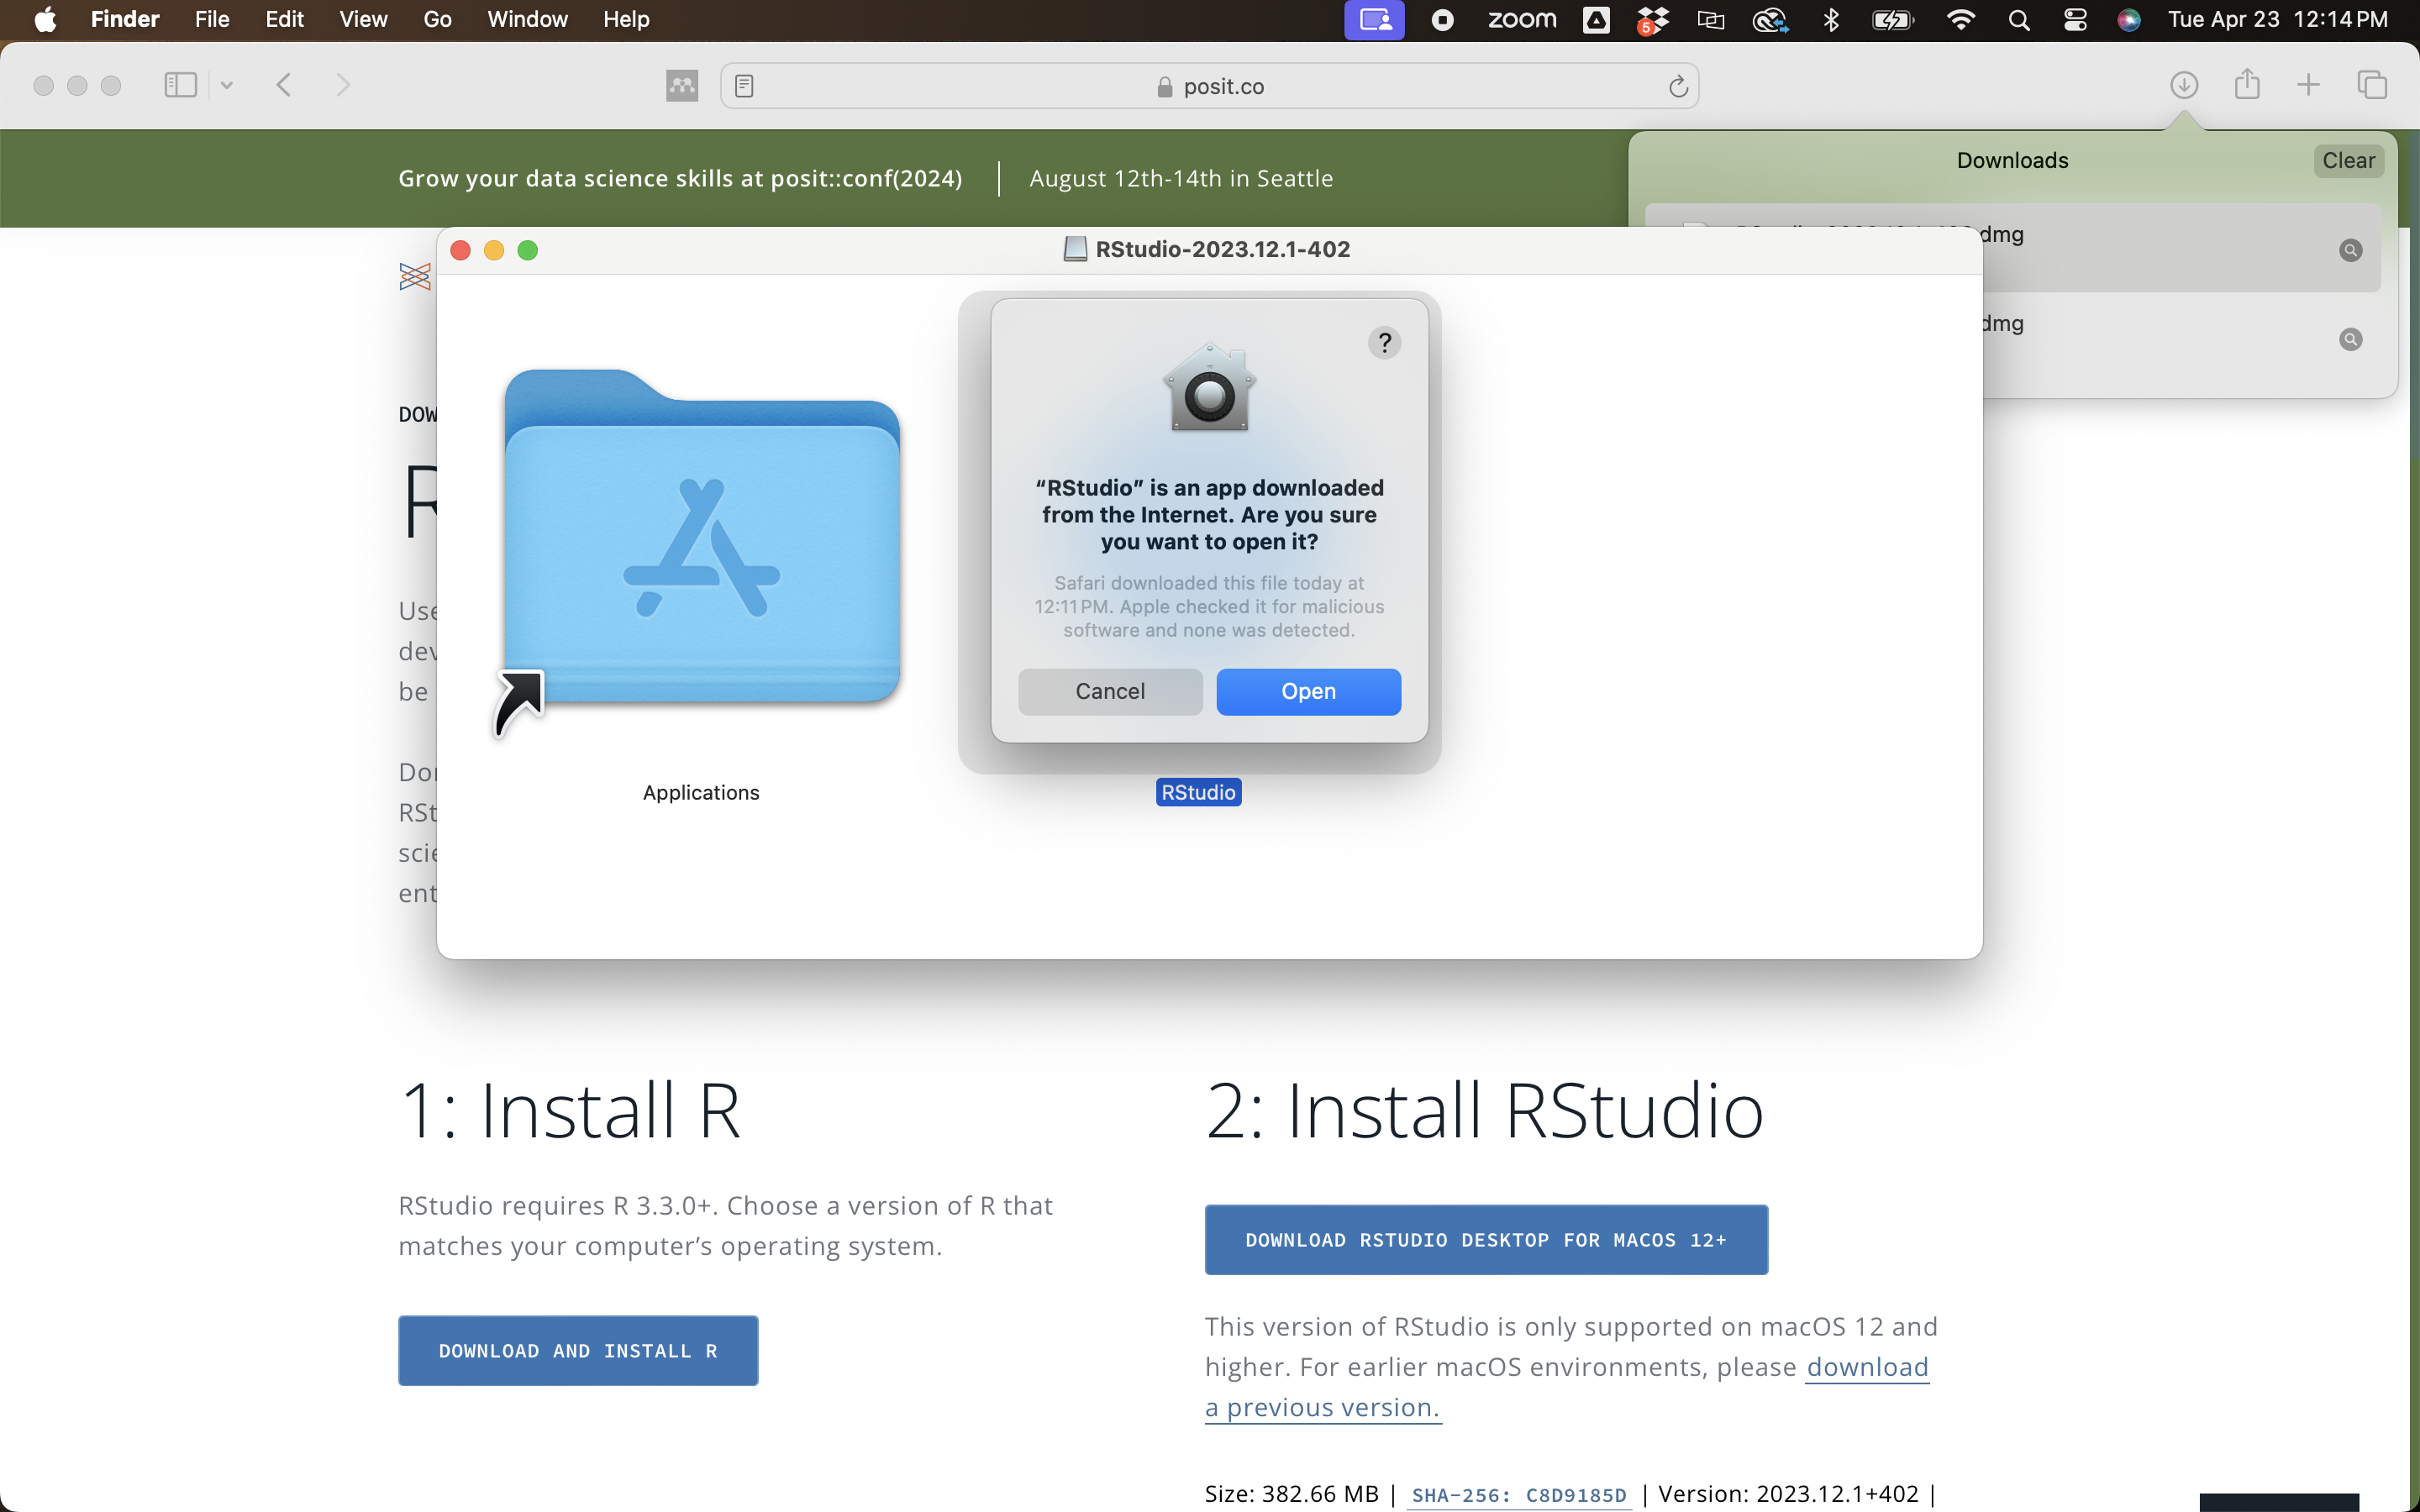 Finder File Edit View Go Window Help
5 zoom Tue Apr 23 12:14 PM
posit.co
Grow your data science skills at posit::conf(2024) August 12th-14th in Seattle
Downloads Clear
dmg
dmg
RStudio-2023.12.1-402
?
“RStudio” is an app downloaded
from the Internet. Are you sure
you want to open it?
Safari downloaded this file today at
12:11 PM. Apple checked it for malicious
software and none was detected.
Cancel Open
Applications
RStudio
DOW
R
Use
dev
be
Don
RSt
scie
ent
1: Install R
RStudio requires R 3.3.0+. Choose a version of R that
matches your computer’s operating system.
DOWNLOAD AND INSTALL R
2: Install RStudio
DOWNLOAD RSTUDIO DESKTOP FOR MACOS 12+
This version of RStudio is only supported on macOS 12 and
higher. For earlier macOS environments, please download
a previous version.
Size: 382.66 MB | SHA-256: C8D9185D | Version: 2023.12.1+402 |